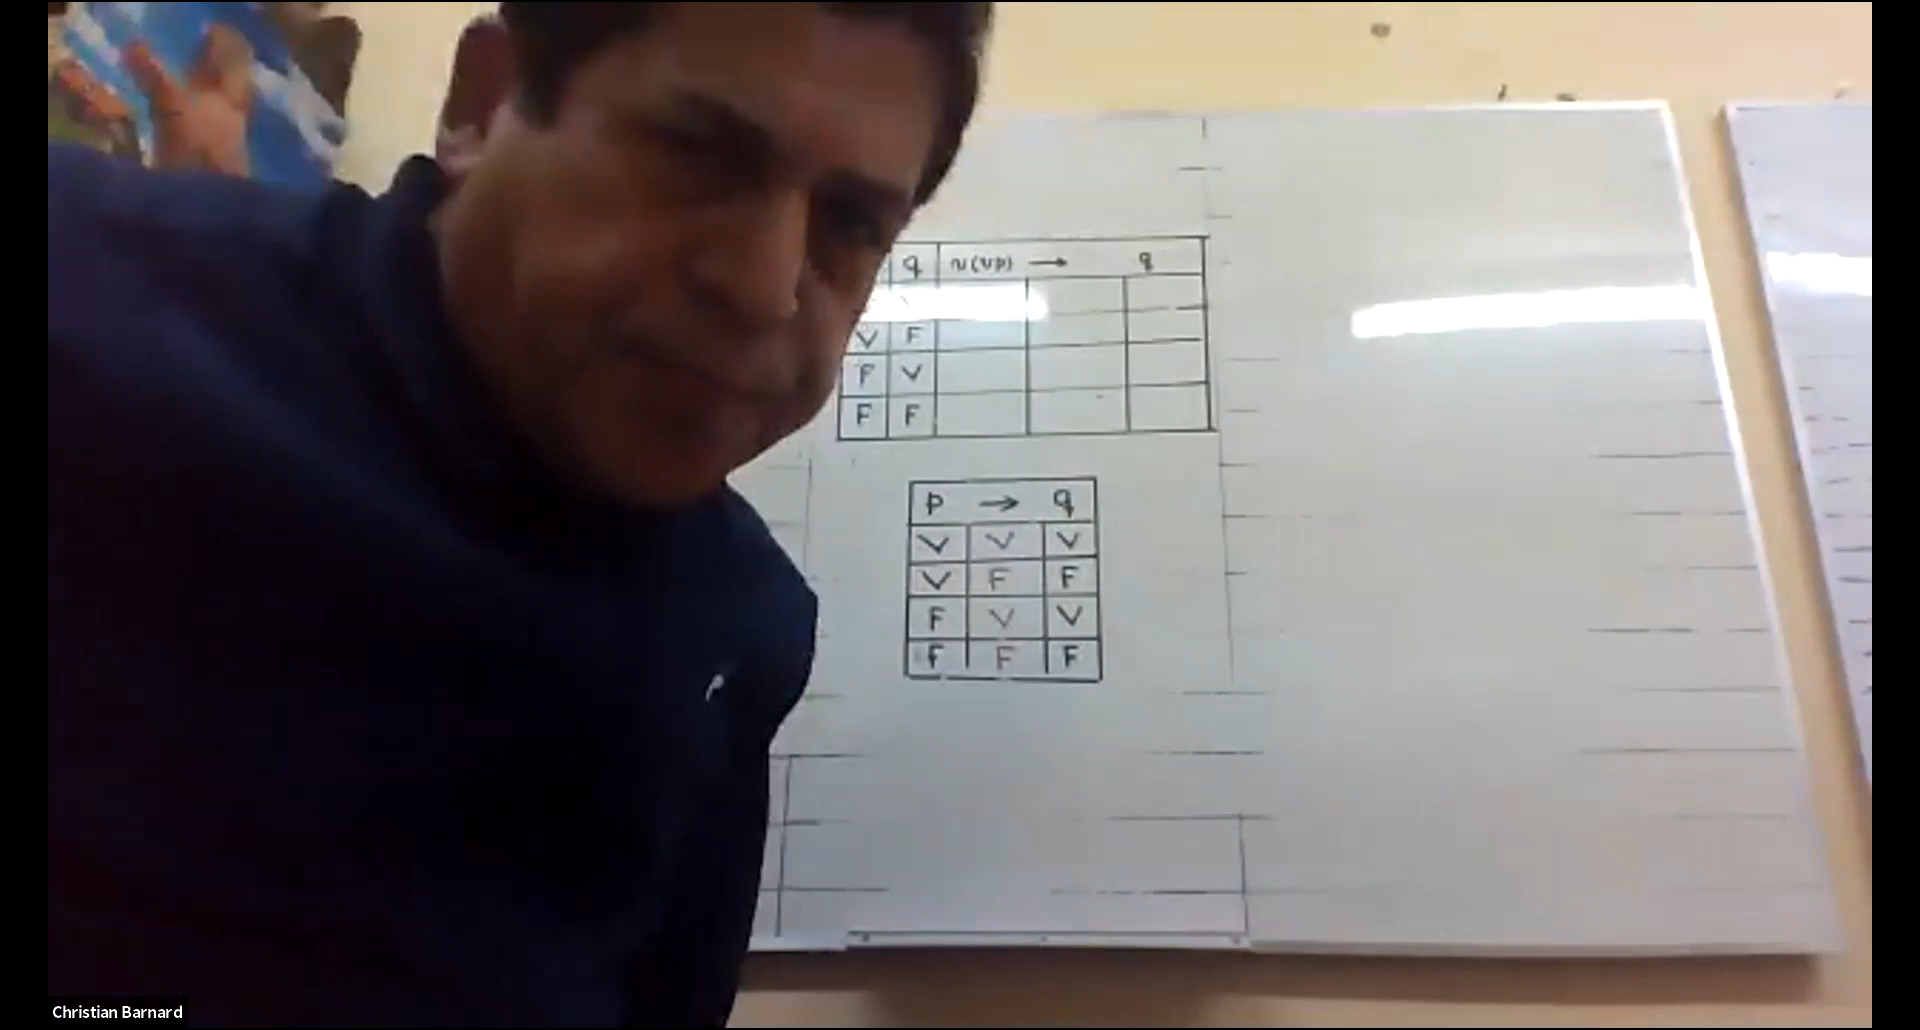 q ~(~p) → q
V F
F V
F F
p → q
V V V
V F F
F V V
F F F
Christian Barnard